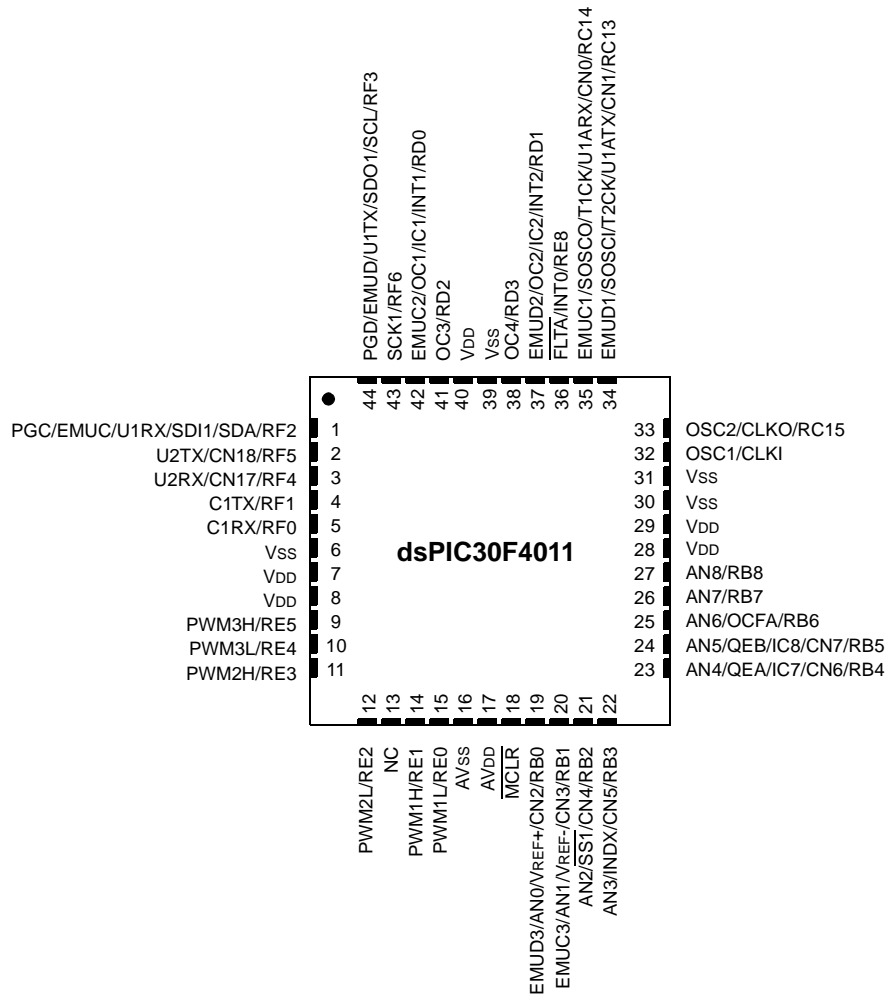 PGD/EMUD/U1TX/SDO1/SCL/RF3
SCK1/RF6
EMUC2/OC1/IC1/INT1/RD0
OC3/RD2
VDD
VSS
OC4/RD3
EMUD2/OC2/IC2/INT2/RD1
FLTA/INT0/RE8
EMUC1/SOSCO/T1CK/U1ARX/CN0/RC14
EMUD1/SOSCI/T2CK/U1ATX/CN1/RC13
44 43 42 41 40 39 38 37 36 35 34
PGC/EMUC/U1RX/SDI1/SDA/RF2 1
U2TX/CN18/RF5 2
U2RX/CN17/RF4 3
C1TX/RF1 4
C1RX/RF0 5
VSS 6
VDD 7
VDD 8
PWM3H/RE5 9
PWM3L/RE4 10
PWM2H/RE3 11
dsPIC30F4011
33 OSC2/CLKO/RC15
32 OSC1/CLKI
31 VSS
30 VSS
29 VDD
28 VDD
27 AN8/RB8
26 AN7/RB7
25 AN6/OCFA/RB6
24 AN5/QEB/IC8/CN7/RB5
23 AN4/QEA/IC7/CN6/RB4
12 13 14 15 16 17 18 19 20 21 22
PWM2L/RE2
NC
PWM1H/RE1
PWM1L/RE0
AVSS
AVDD
MCLR
EMUD3/AN0/VREF+/CN2/RB0
EMUC3/AN1/VREF-/CN3/RB1
AN2/SS1/CN4/RB2
AN3/INDX/CN5/RB3